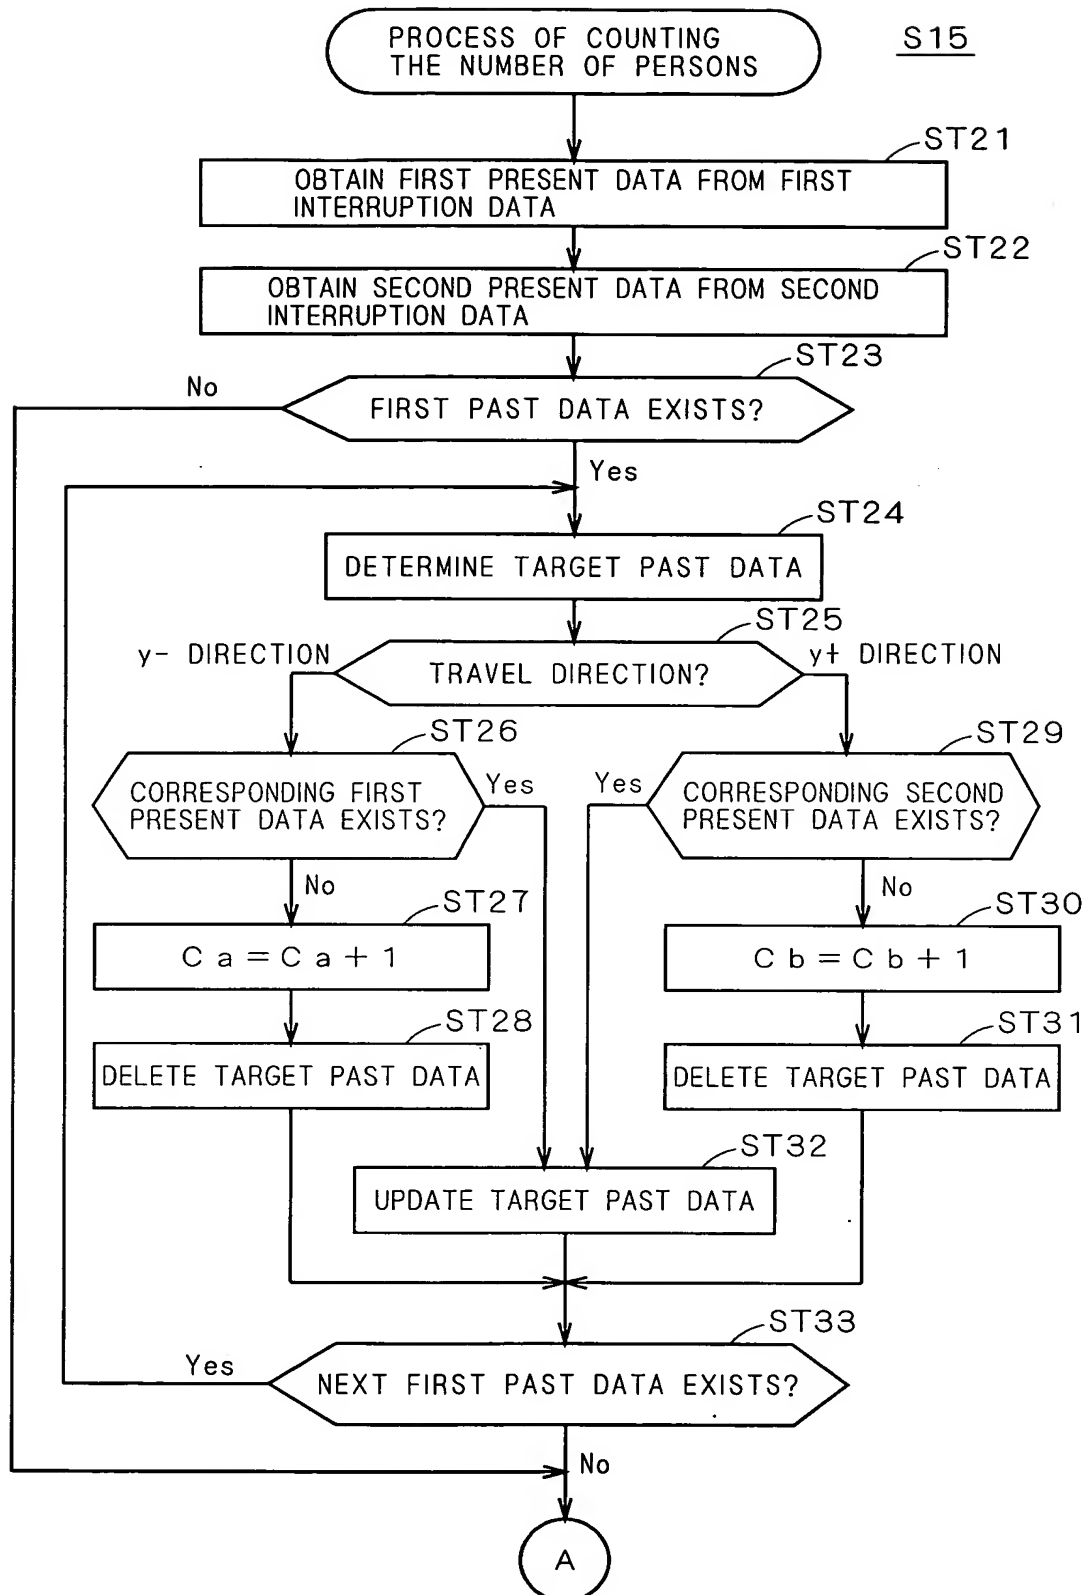 PROCESS OF COUNTING
THE NUMBER OF PERSONS
S15
ST21
OBTAIN FIRST PRESENT DATA FROM FIRST
INTERRUPTION DATA
ST22
OBTAIN SECOND PRESENT DATA FROM SECOND
INTERRUPTION DATA
ST23
No
FIRST PAST DATA EXISTS?
Yes
ST24
DETERMINE TARGET PAST DATA
ST25
y- DIRECTION
TRAVEL DIRECTION?
y+ DIRECTION
ST26
CORRESPONDING FIRST
PRESENT DATA EXISTS?
Yes
ST29
Yes
CORRESPONDING SECOND
PRESENT DATA EXISTS?
No
ST27
Ca=Ca+1
No
ST30
Cb=Cb+1
ST28
DELETE TARGET PAST DATA
ST31
DELETE TARGET PAST DATA
ST32
UPDATE TARGET PAST DATA
ST33
Yes
NEXT FIRST PAST DATA EXISTS?
No
A